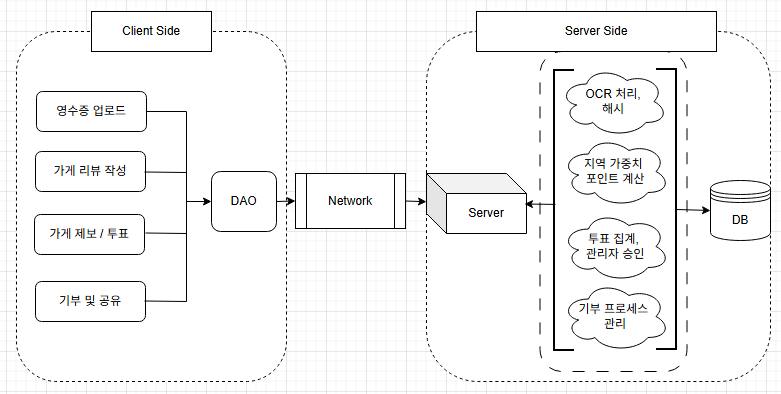 Client Side
영수증 업로드
가게 리뷰 작성
가게 제보 / 투표
기부 및 공유
DAO
Network
Server Side
Server
OCR 처리,
해시
지역 가중치
포인트 계산
투표 집계,
관리자 승인
기부 프로세스
관리
DB